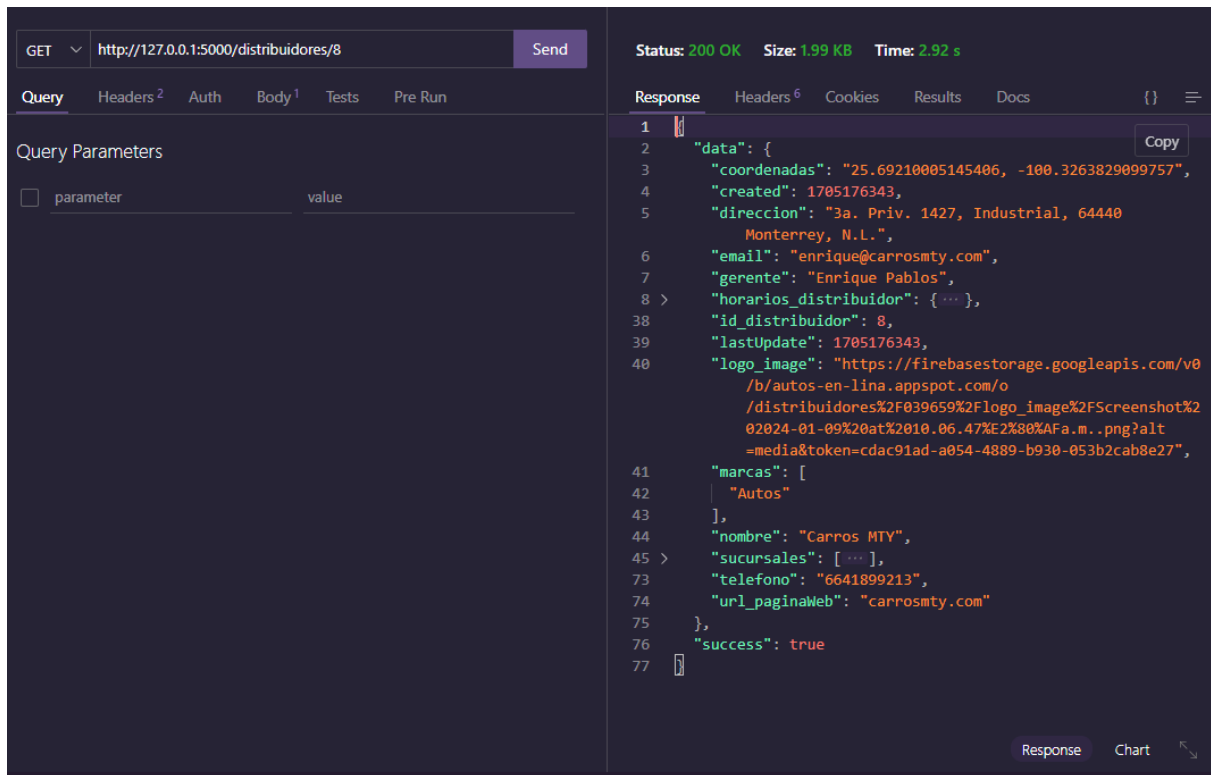 GET http://127.0.0.1:5000/distribuidores/8 Send
Query Headers 2 Auth Body 1 Tests Pre Run
Query Parameters
parameter value
Status: 200 OK Size: 1.99 KB Time: 2.92 s
Response Headers 6 Cookies Results Docs {}
Copy
1 {
2 "data": {
3 "coordenadas": "25.69210005145406, -100.3263829099757",
4 "created": 1705176343,
5 "direccion": "3a. Priv. 1427, Industrial, 64440
Monterrey, N.L.",
6 "email": "enrique@carrosmty.com",
7 "gerente": "Enrique Pablos",
8 > "horarios_distribuidor": { ··· },
38 "id_distribuidor": 8,
39 "lastUpdate": 1705176343,
40 "logo_image": "https://firebasestorage.googleapis.com/v0
/b/autos-en-lina.appspot.com/o
/distribuidores%2F039659%2Flogo_image%2FScreenshot%2
02024-01-09%20at%2010.06.47%E2%80%AFa.m..png?alt
=media&token=cdac91ad-a054-4889-b930-053b2cab8e27",
41 "marcas": [
42 "Autos"
43 ],
44 "nombre": "Carros MTY",
45 > "sucursales": [ ··· ],
73 "telefono": "6641899213",
74 "url_paginaWeb": "carrosmty.com"
75 },
76 "success": true
77 }
Response Chart